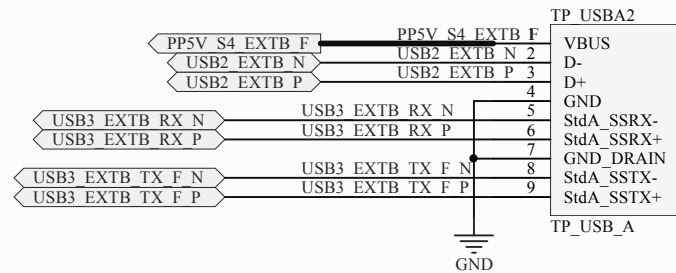 TP_USBA2
PP5V_S4_EXTB_F PP5V_S4_EXTB_F 1 VBUS
USB2_EXTB_N USB2_EXTB_N 2 D-
USB2_EXTB_P USB2_EXTB_P 3 D+
4 GND
USB3_EXTB_RX_N USB3_EXTB_RX_N 5 StdA_SSRX-
USB3_EXTB_RX_P USB3_EXTB_RX_P 6 StdA_SSRX+
7 GND_DRAIN
USB3_EXTB_TX_F_N USB3_EXTB_TX_F_N 8 StdA_SSTX-
USB3_EXTB_TX_F_P USB3_EXTB_TX_F_P 9 StdA_SSTX+
TP_USB_A
GND